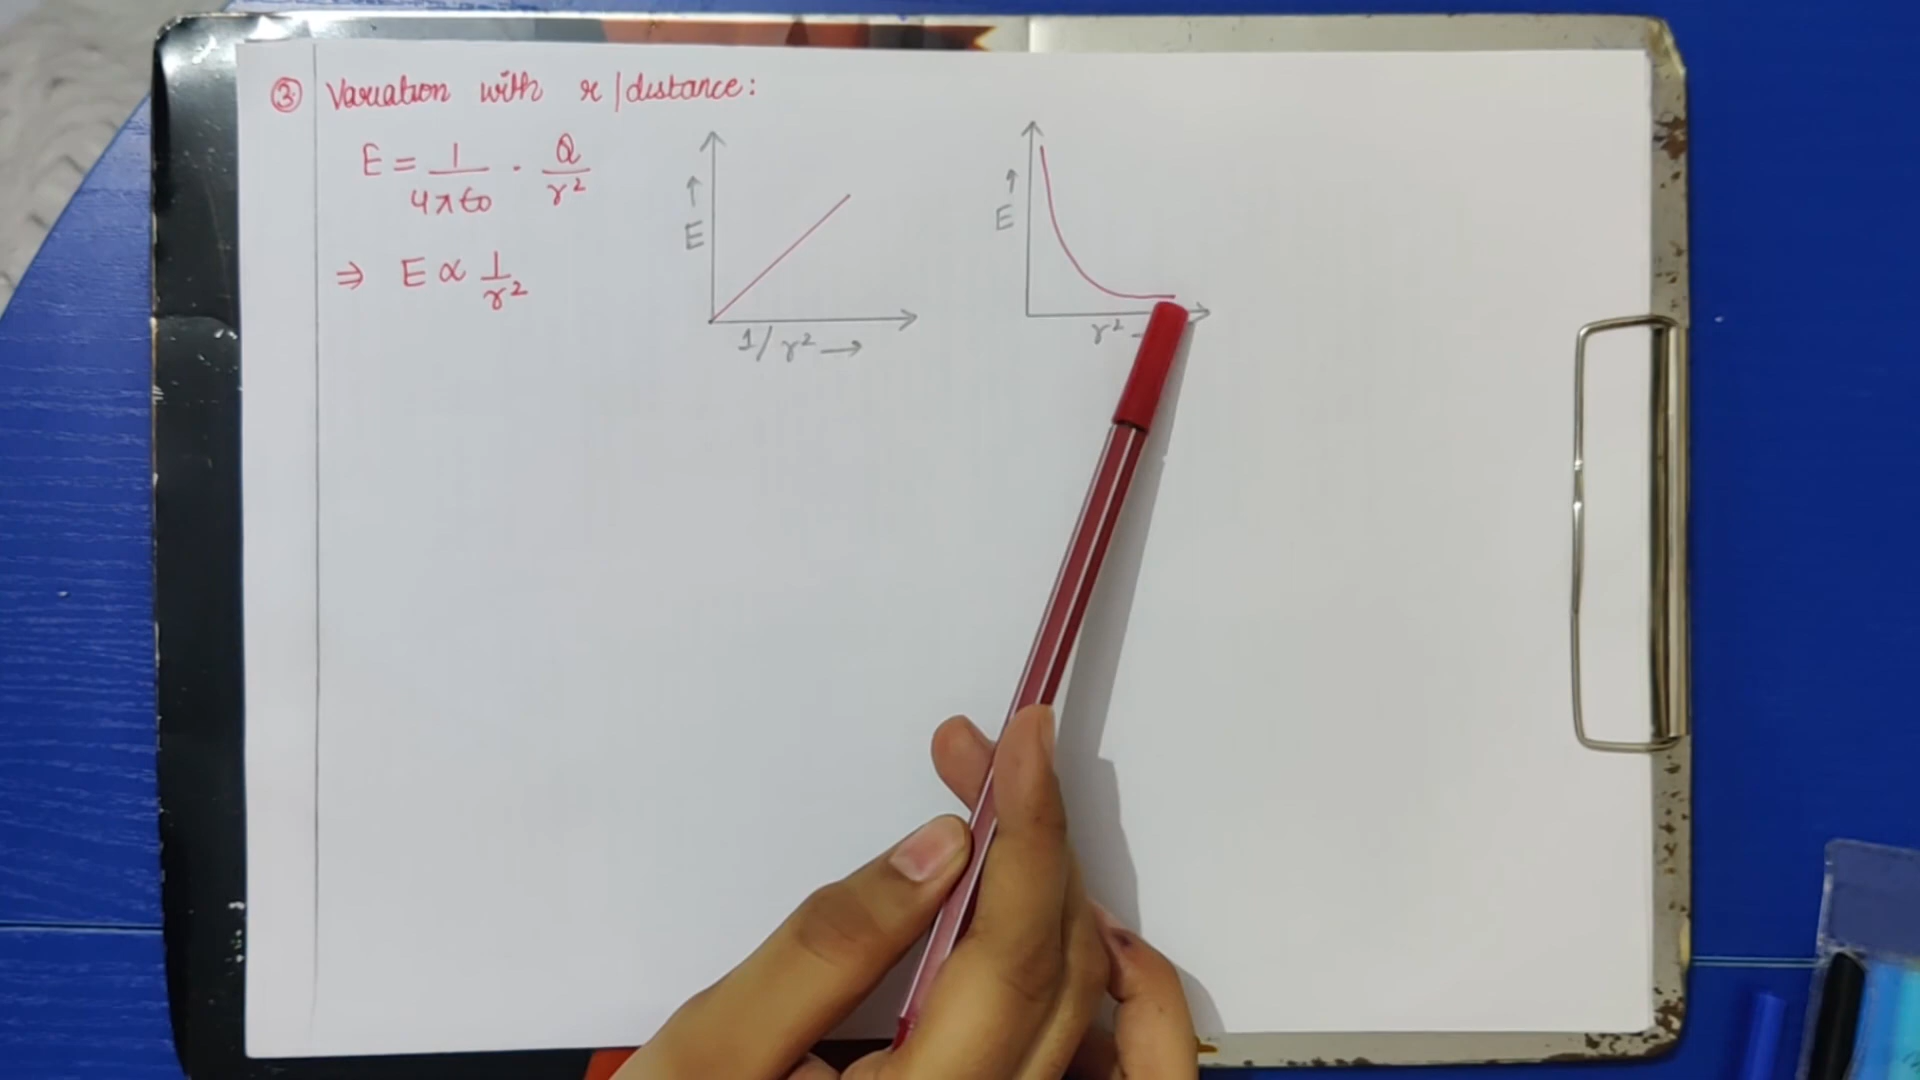 ③ Variation with r/distance:
E = 1/4πϵ0 · Q/r²
⇒ E ∝ 1/r²
↑ E
1/r² →
↑ E
r² →